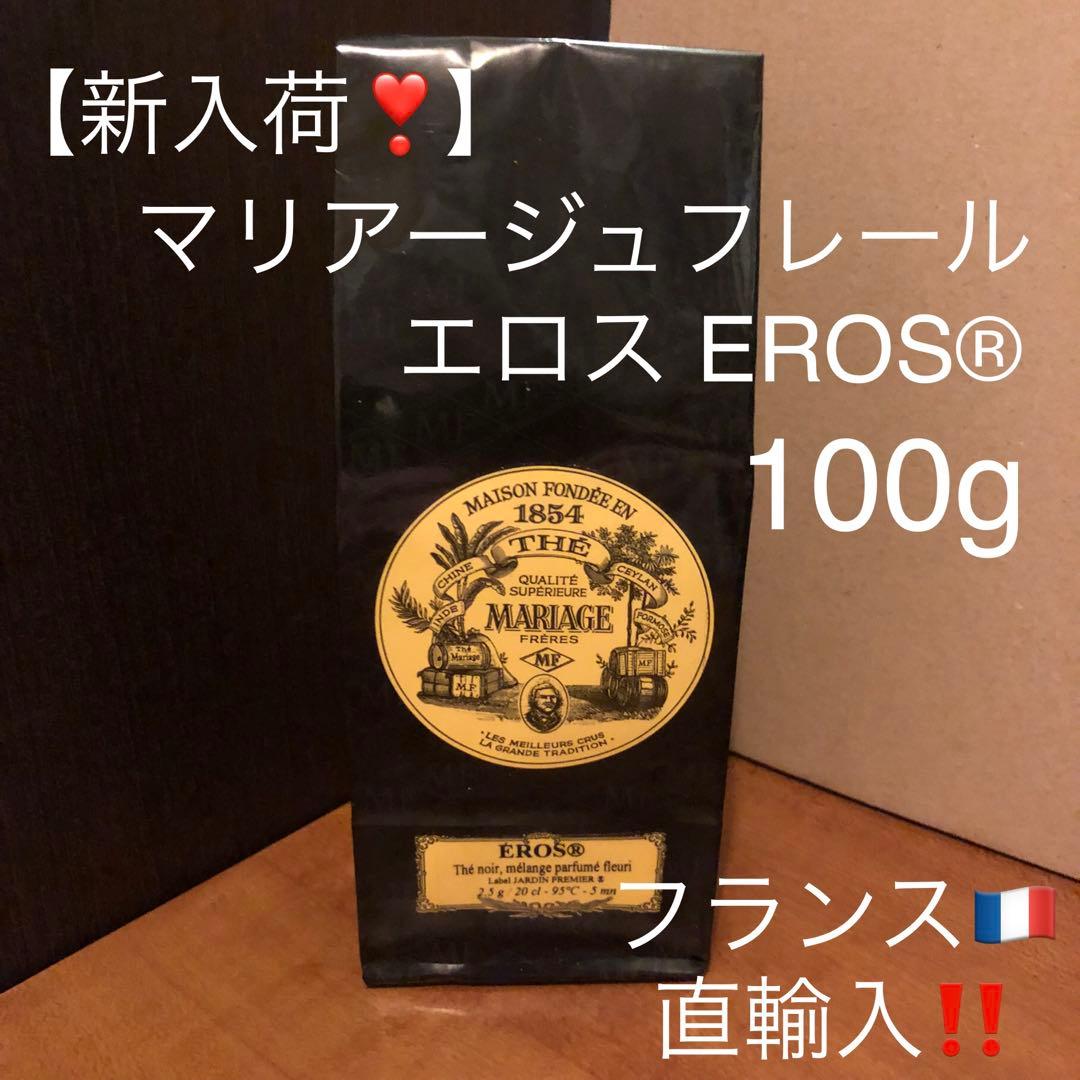 【新入荷❣️】
マリアージュフレール
エロス EROS®
100g
MAISON FONDÉE EN
1854
THÉ
CHINE
CEYLAN
INDE
FORMOSE
QUALITÉ
SUPÉRIEURE
MARIAGE
FRÈRES
MF
Thé
Mariage
M.F
M.F
·LES MEILLEURS CRUS
LA GRANDE TRADITION·
ÉROS®
Thé noir, mélange parfumé fleuri
Label JARDIN PREMIER ®
2,5 g / 20 cl - 95°C - 5 mn
フランス🇫🇷
直輸入‼️